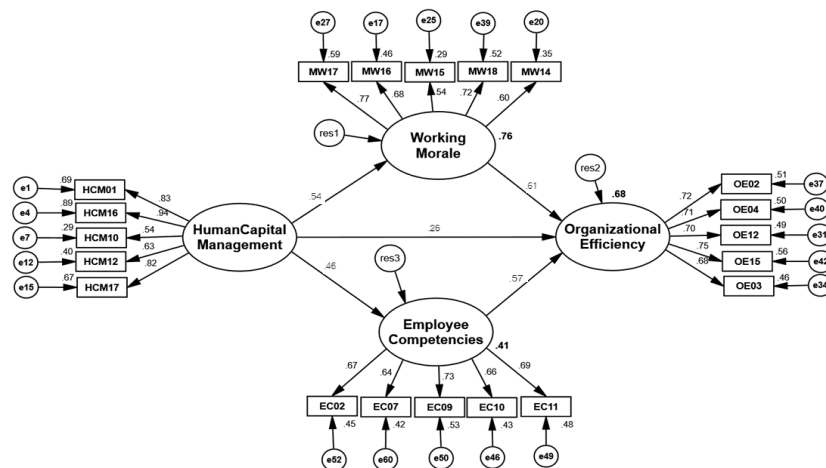 e27 e17 e25 e39 e20
.59 .46 .29 .52 .35
MW17 MW16 MW15 MW18 MW14
.77 .68 .54 .72 .60
res1
Working
Morale
.76
res2
.68
e1 .69 HCM01 .83
e4 .89 HCM16 .94
e7 .29 HCM10 .54
e12 .40 HCM12 .63
e15 .67 HCM17 .82
HumanCapital
Management
.54
.26
.46
.61
.57
Organizational
Efficiency
.72 OE02 .51 e37
.71 OE04 .50 e40
.70 OE12 .49 e31
.75 OE15 .56 e42
.68 OE03 .46 e34
res3
Employee
Competencies
.41
.67 .64 .73 .66 .69
EC02 EC07 EC09 EC10 EC11
.45 .42 .53 .43 .48
e52 e60 e50 e46 e49